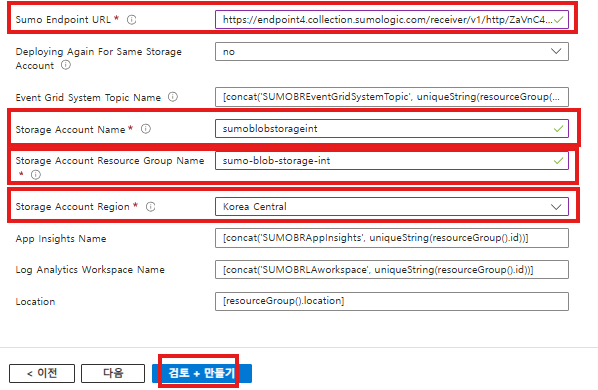 Sumo Endpoint URL * https://endpoint4.collection.sumologic.com/receiver/v1/http/ZaVnC4...
Deploying Again For Same Storage no
Account
Event Grid System Topic Name [concat('SUMOBREventGridSystemTopic', uniqueString(resourceGroup(...
Storage Account Name * sumoblobstorageint
Storage Account Resource Group Name sumo-blob-storage-int
*
Storage Account Region * Korea Central
App Insights Name [concat('SUMOBRAppInsights', uniqueString(resourceGroup().id))]
Log Analytics Workspace Name [concat('SUMOBRLAworkspace', uniqueString(resourceGroup().id))]
Location [resourceGroup().location]
< 이전 다음 검토 + 만들기